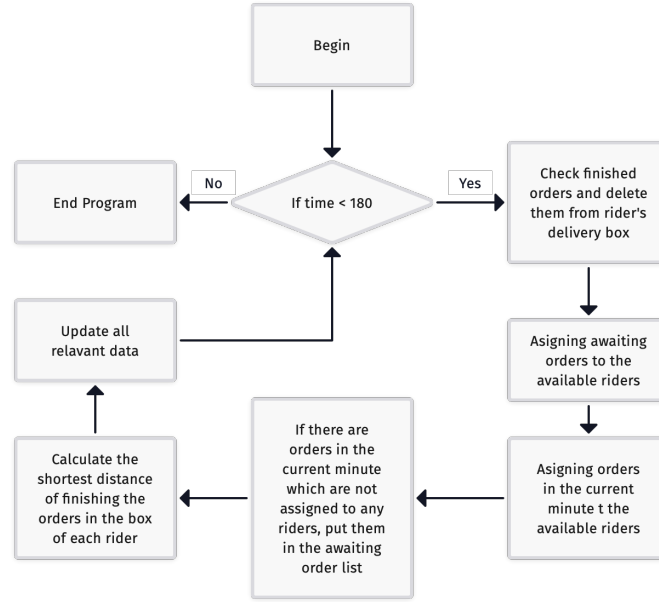 Begin
No
Yes
End Program
If time < 180
Check finished
orders and delete
them from rider's
delivery box
Update all
relavant data
Asigning awaiting
orders to the
available riders
Calculate the
shortest distance
of finishing the
orders in the box
of each rider
If there are
orders in the
current minute
which are not
assigned to any
riders, put them
in the awaiting
order list
Asigning orders
in the current
minute t the
available riders